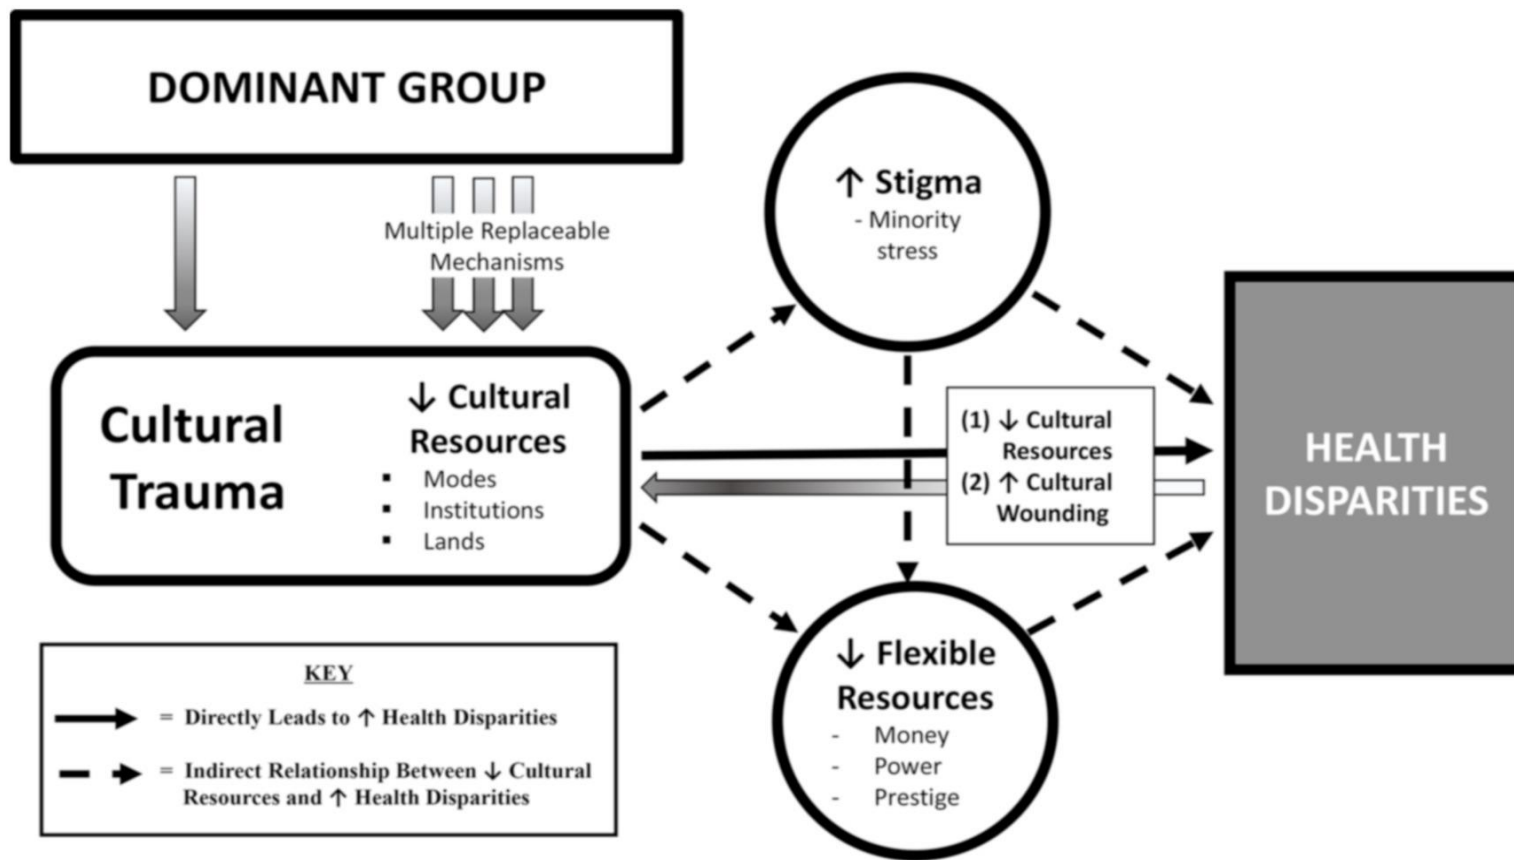 DOMINANT GROUP
Multiple Replaceable
Mechanisms
Cultural
Trauma
↓ Cultural
Resources
▪ Modes
▪ Institutions
▪ Lands
↑ Stigma
- Minority
stress
(1) ↓ Cultural
Resources
(2) ↑ Cultural
Wounding
HEALTH
DISPARITIES
↓ Flexible
Resources
- Money
- Power
- Prestige
KEY
= Directly Leads to ↑ Health Disparities
= Indirect Relationship Between ↓ Cultural
Resources and ↑ Health Disparities